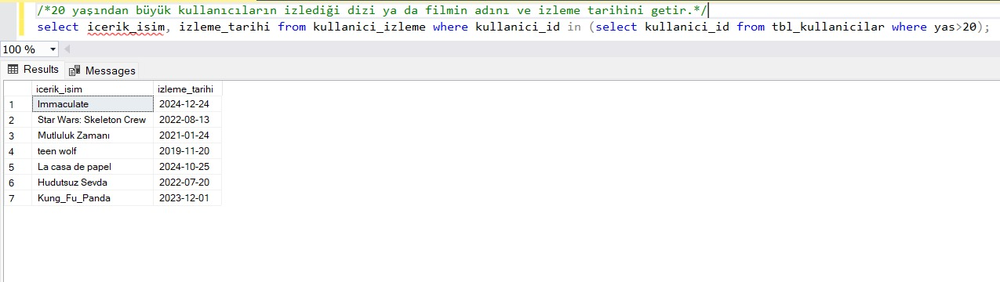 /*20 yaşından büyük kullanıcıların izlediği dizi ya da filmin adını ve izleme tarihini getir.*/
select icerik_isim, izleme_tarihi from kullanici_izleme where kullanici_id in (select kullanici_id from tbl_kullanicilar where yas>20);
100 %
Results Messages
icerik_isim izleme_tarihi
1 Immaculate 2024-12-24
2 Star Wars: Skeleton Crew 2022-08-13
3 Mutluluk Zamanı 2021-01-24
4 teen wolf 2019-11-20
5 La casa de papel 2024-10-25
6 Hudutsuz Sevda 2022-07-20
7 Kung_Fu_Panda 2023-12-01